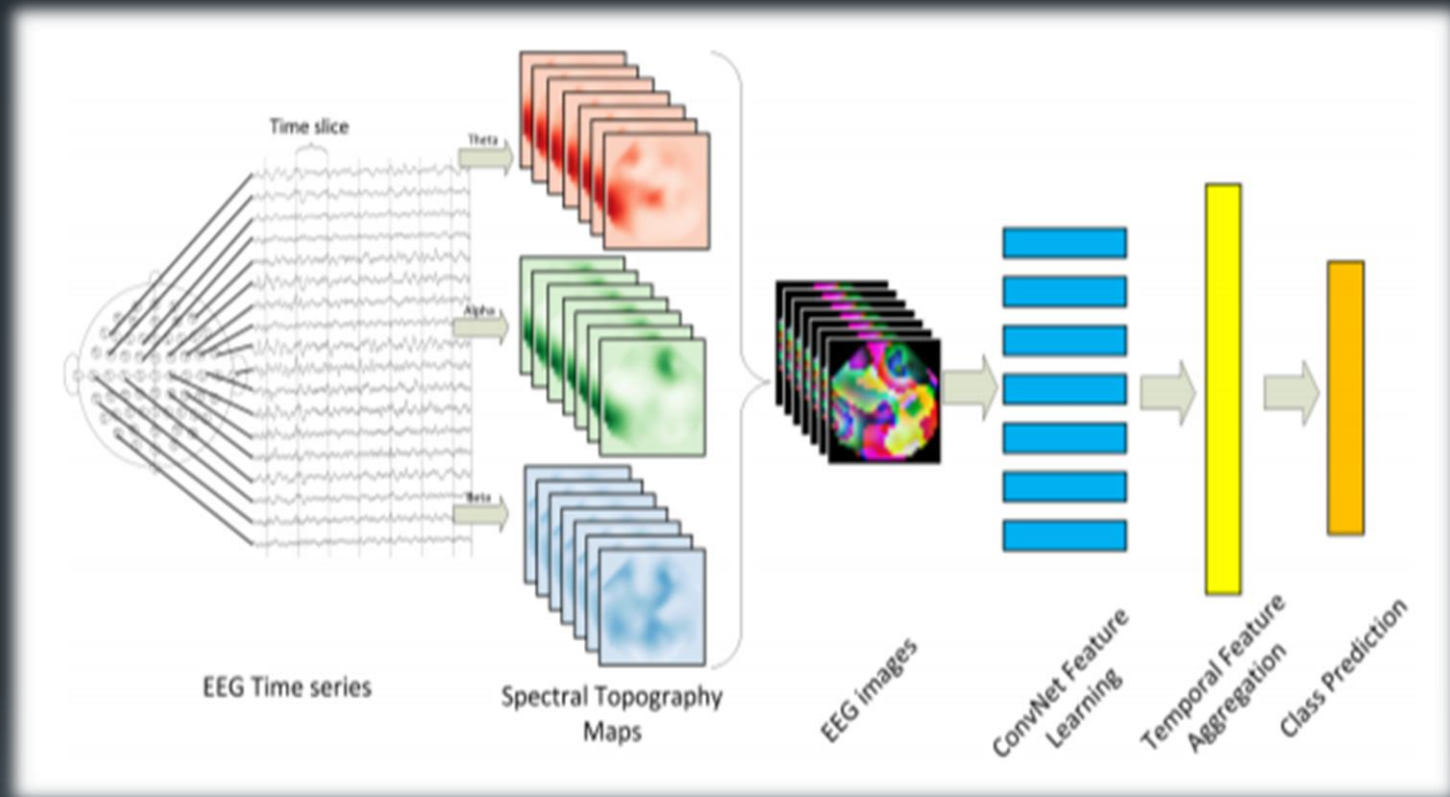 Time slice
Theta
Alpha
Beta
EEG Time series
Spectral Topography
Maps
EEG images
ConvNet Feature
Learning
Temporal Feature
Aggregation
Class Prediction